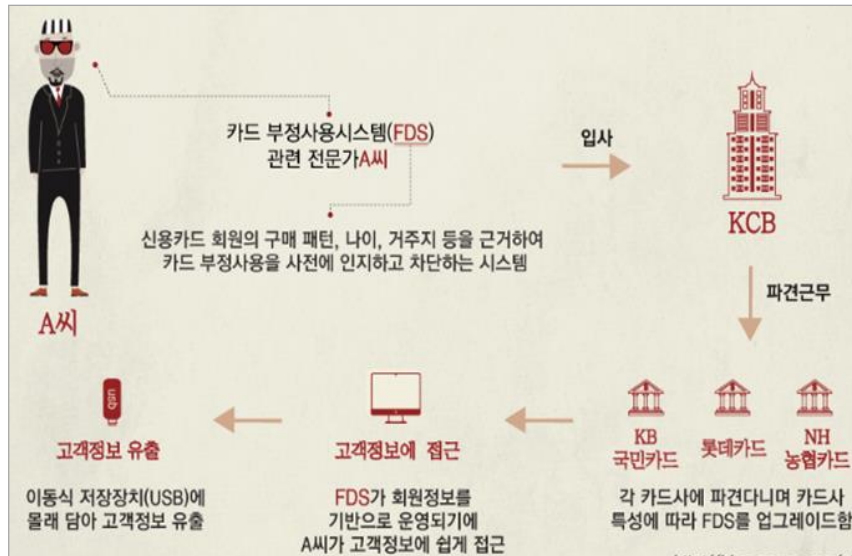 카드 부정사용시스템(FDS)
관련 전문가A씨
입사
KCB
신용카드 회원의 구매 패턴, 나이, 거주지 등을 근거하여
카드 부정사용을 사전에 인지하고 차단하는 시스템
A씨
파견근무
USB
고객정보 유출
이동식 저장장치(USB)에
몰래 담아 고객정보 유출
고객정보에 접근
FDS가 회원정보를
기반으로 운영되기에
A씨가 고객정보에 쉽게 접근
KB
국민카드
롯데카드
NH
농협카드
각 카드사에 파견다니며 카드사
특성에 따라 FDS를 업그레이드함